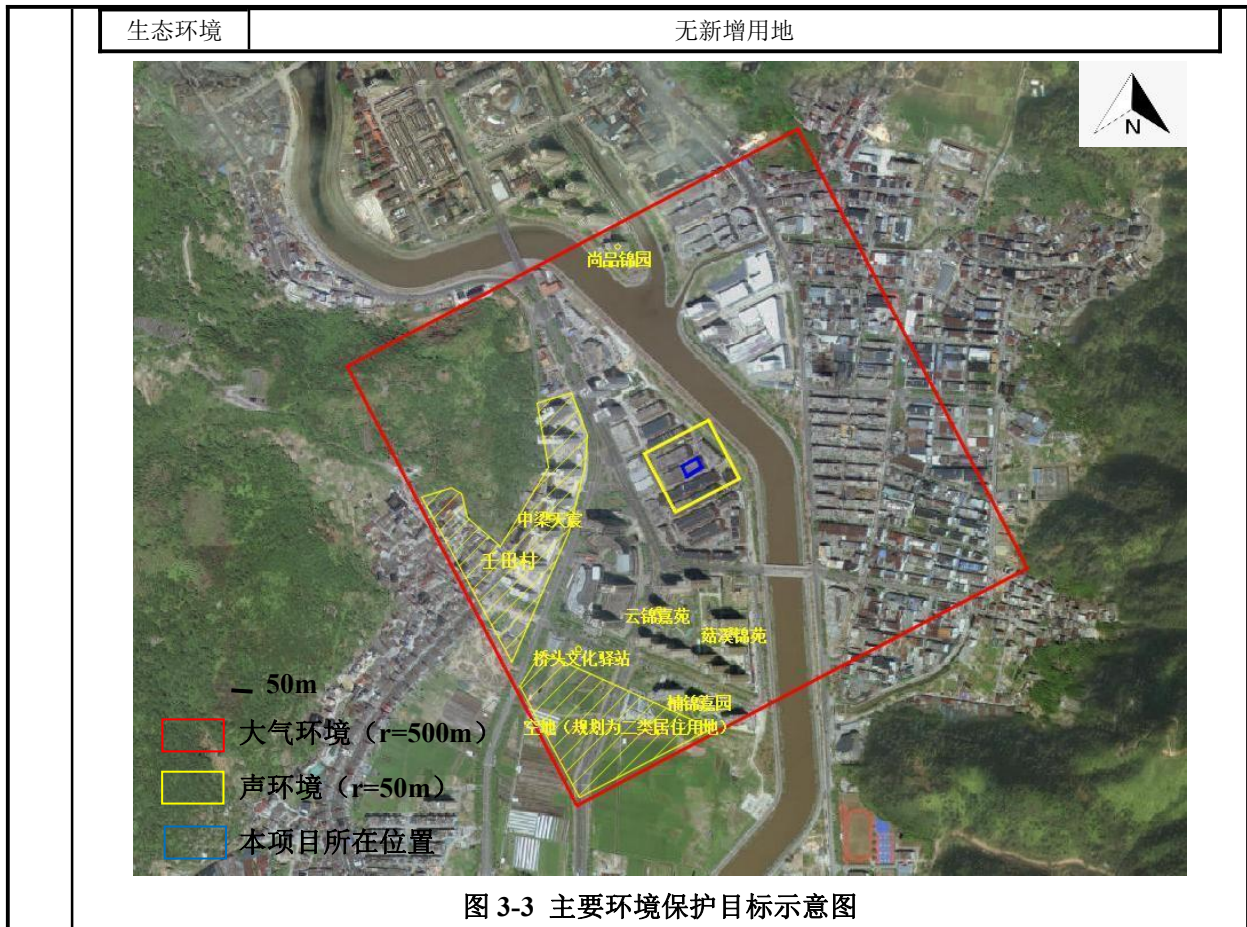 生态环境 无新增用地
N
尚品锦园
中梁天宸
壬田村
云锦嘉苑
菇溪锦苑
桥头文化驿站
楠锦嘉园
空地（规划为二类居住用地）
50m
大气环境（r=500m）
声环境（r=50m）
本项目所在位置
图 3-3 主要环境保护目标示意图